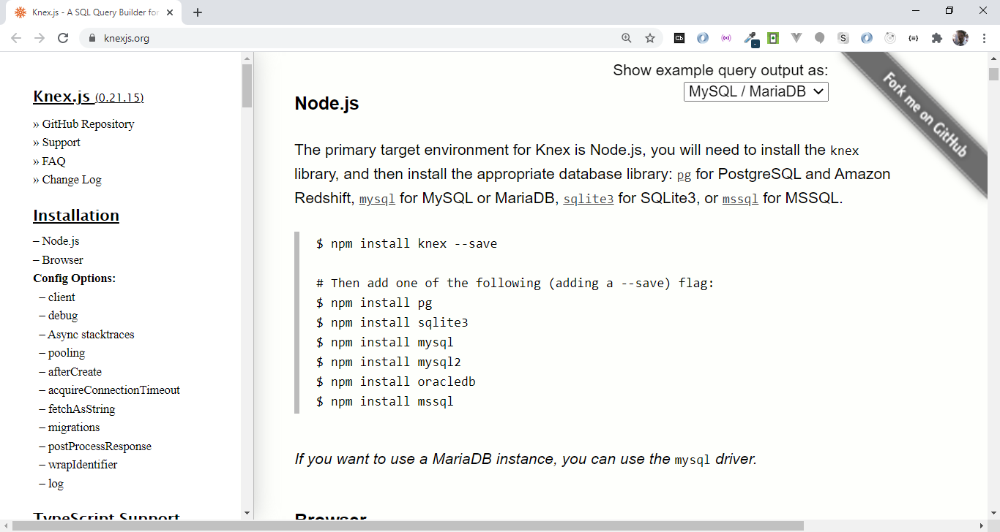 Knex.js - A SQL Query Builder for
knexjs.org
Knex.js (0.21.15)
» GitHub Repository
» Support
» FAQ
» Change Log
Installation
– Node.js
– Browser
Config Options:
– client
– debug
– Async stacktraces
– pooling
– afterCreate
– acquireConnectionTimeout
– fetchAsString
– migrations
– postProcessResponse
– wrapIdentifier
– log
TypeScript Support
Show example query output as:
MySQL / MariaDB
Fork me on GitHub
Node.js
The primary target environment for Knex is Node.js, you will need to install the knex
library, and then install the appropriate database library: pg for PostgreSQL and Amazon
Redshift, mysql for MySQL or MariaDB, sqlite3 for SQLite3, or mssql for MSSQL.
$ npm install knex --save
# Then add one of the following (adding a --save) flag:
$ npm install pg
$ npm install sqlite3
$ npm install mysql
$ npm install mysql2
$ npm install oracledb
$ npm install mssql
If you want to use a MariaDB instance, you can use the mysql driver.
Browser